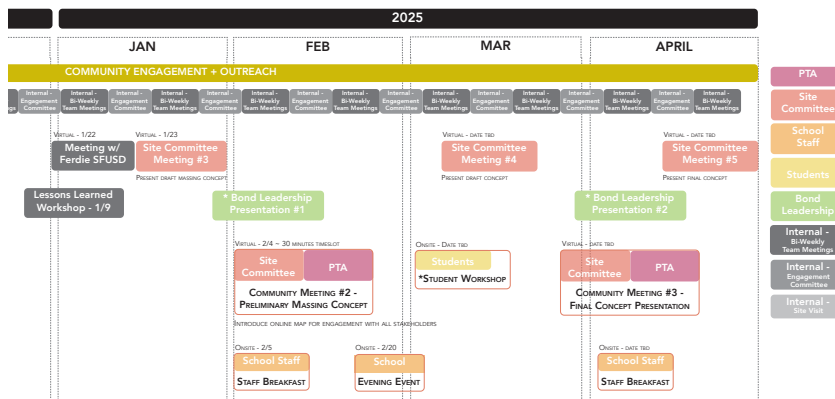 2025
JAN
FEB
MAR
APRIL
COMMUNITY ENGAGEMENT + OUTREACH
Internal -
Engagement
Committee
Internal -
Bi-Weekly
Team Meetings
Internal -
Engagement
Committee
Internal -
Bi-Weekly
Team Meetings
Internal -
Engagement
Committee
Internal -
Bi-Weekly
Team Meetings
Internal -
Engagement
Committee
Internal -
Bi-Weekly
Team Meetings
Internal -
Engagement
Committee
Internal -
Bi-Weekly
Team Meetings
Internal -
Engagement
Committee
Internal -
Bi-Weekly
Team Meetings
Internal -
Engagement
Committee
Internal -
Bi-Weekly
Team Meetings
Internal -
Engagement
Committee
Internal -
Bi-Weekly
Team Meetings
Virtual - 1/22
Meeting w/
Ferdie SFUSD
Virtual - 1/23
Site Committee
Meeting #3
Present draft massing concept
Virtual - date tbd
Site Committee
Meeting #4
Present draft concept
Virtual - date tbd
Site Committee
Meeting #5
Present final concept
Lessons Learned
Workshop - 1/9
* Bond Leadership
Presentation #1
* Bond Leadership
Presentation #2
Virtual - 2/4 – 30 minutes timeslot
Site
Committee
PTA
Community Meeting #2 -
Preliminary Massing Concept
Introduce online map for engagement with all stakeholders
Onsite - Date tbd
Students
*Student Workshop
Virtual - date tbd
Site
Committee
PTA
Community Meeting #3 -
Final Concept Presentation
Onsite - 2/5
School Staff
Staff Breakfast
Onsite - 2/20
School
Evening Event
Onsite - date tbd
School Staff
Staff Breakfast
PTA
Site
Committee
School
Staff
Students
Bond
Leadership
Internal -
Bi-Weekly
Team Meetings
Internal -
Engagement
Committee
Internal -
Site Visit